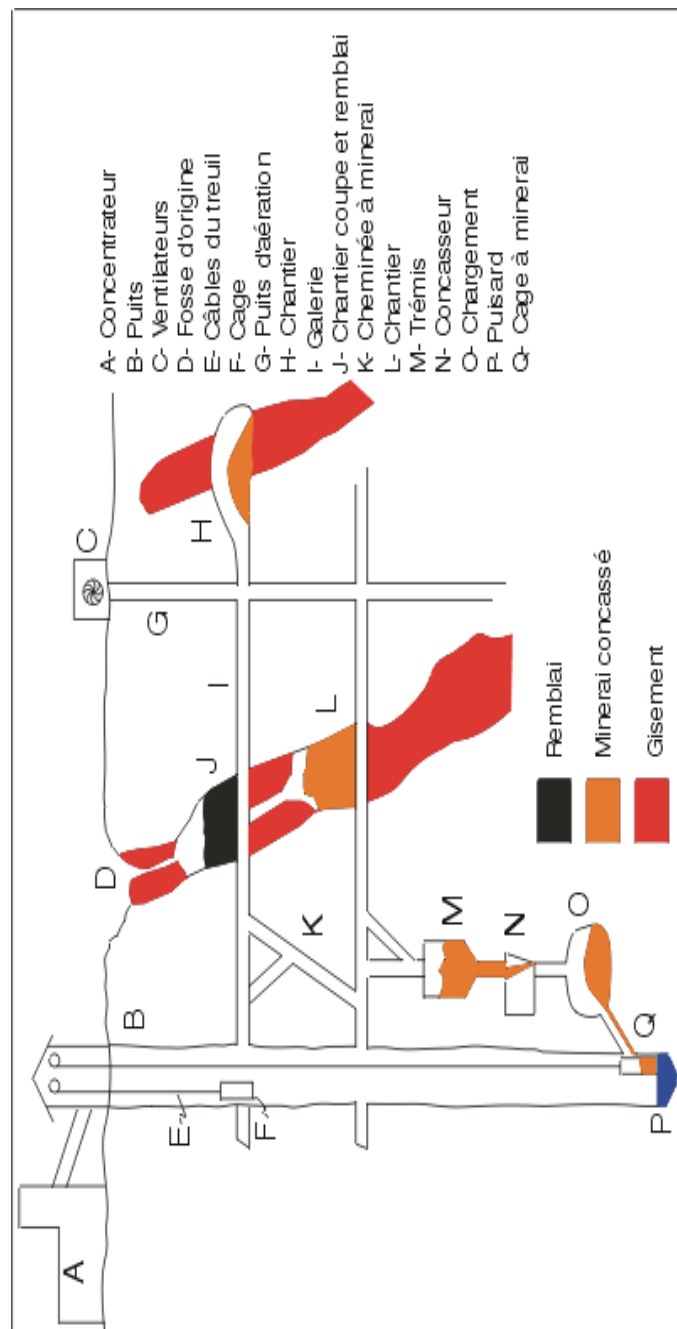 A
B
C
D
E
F
G
H
I
J
K
L
M
N
O
P
Q
A- Concentrateur
B- Puits
C- Ventilateurs
D- Fosse d'origine
E- Câbles du treuil
F- Cage
G- Puits d'aération
H- Chantier
I- Galerie
J- Chantier coupe et remblai
K- Cheminée à minerai
L- Chantier
M- Trémis
N- Concasseur
O- Chargement
P- Puisard
Q- Cage à minerai
Remblai
Minerai concassé
Gisement